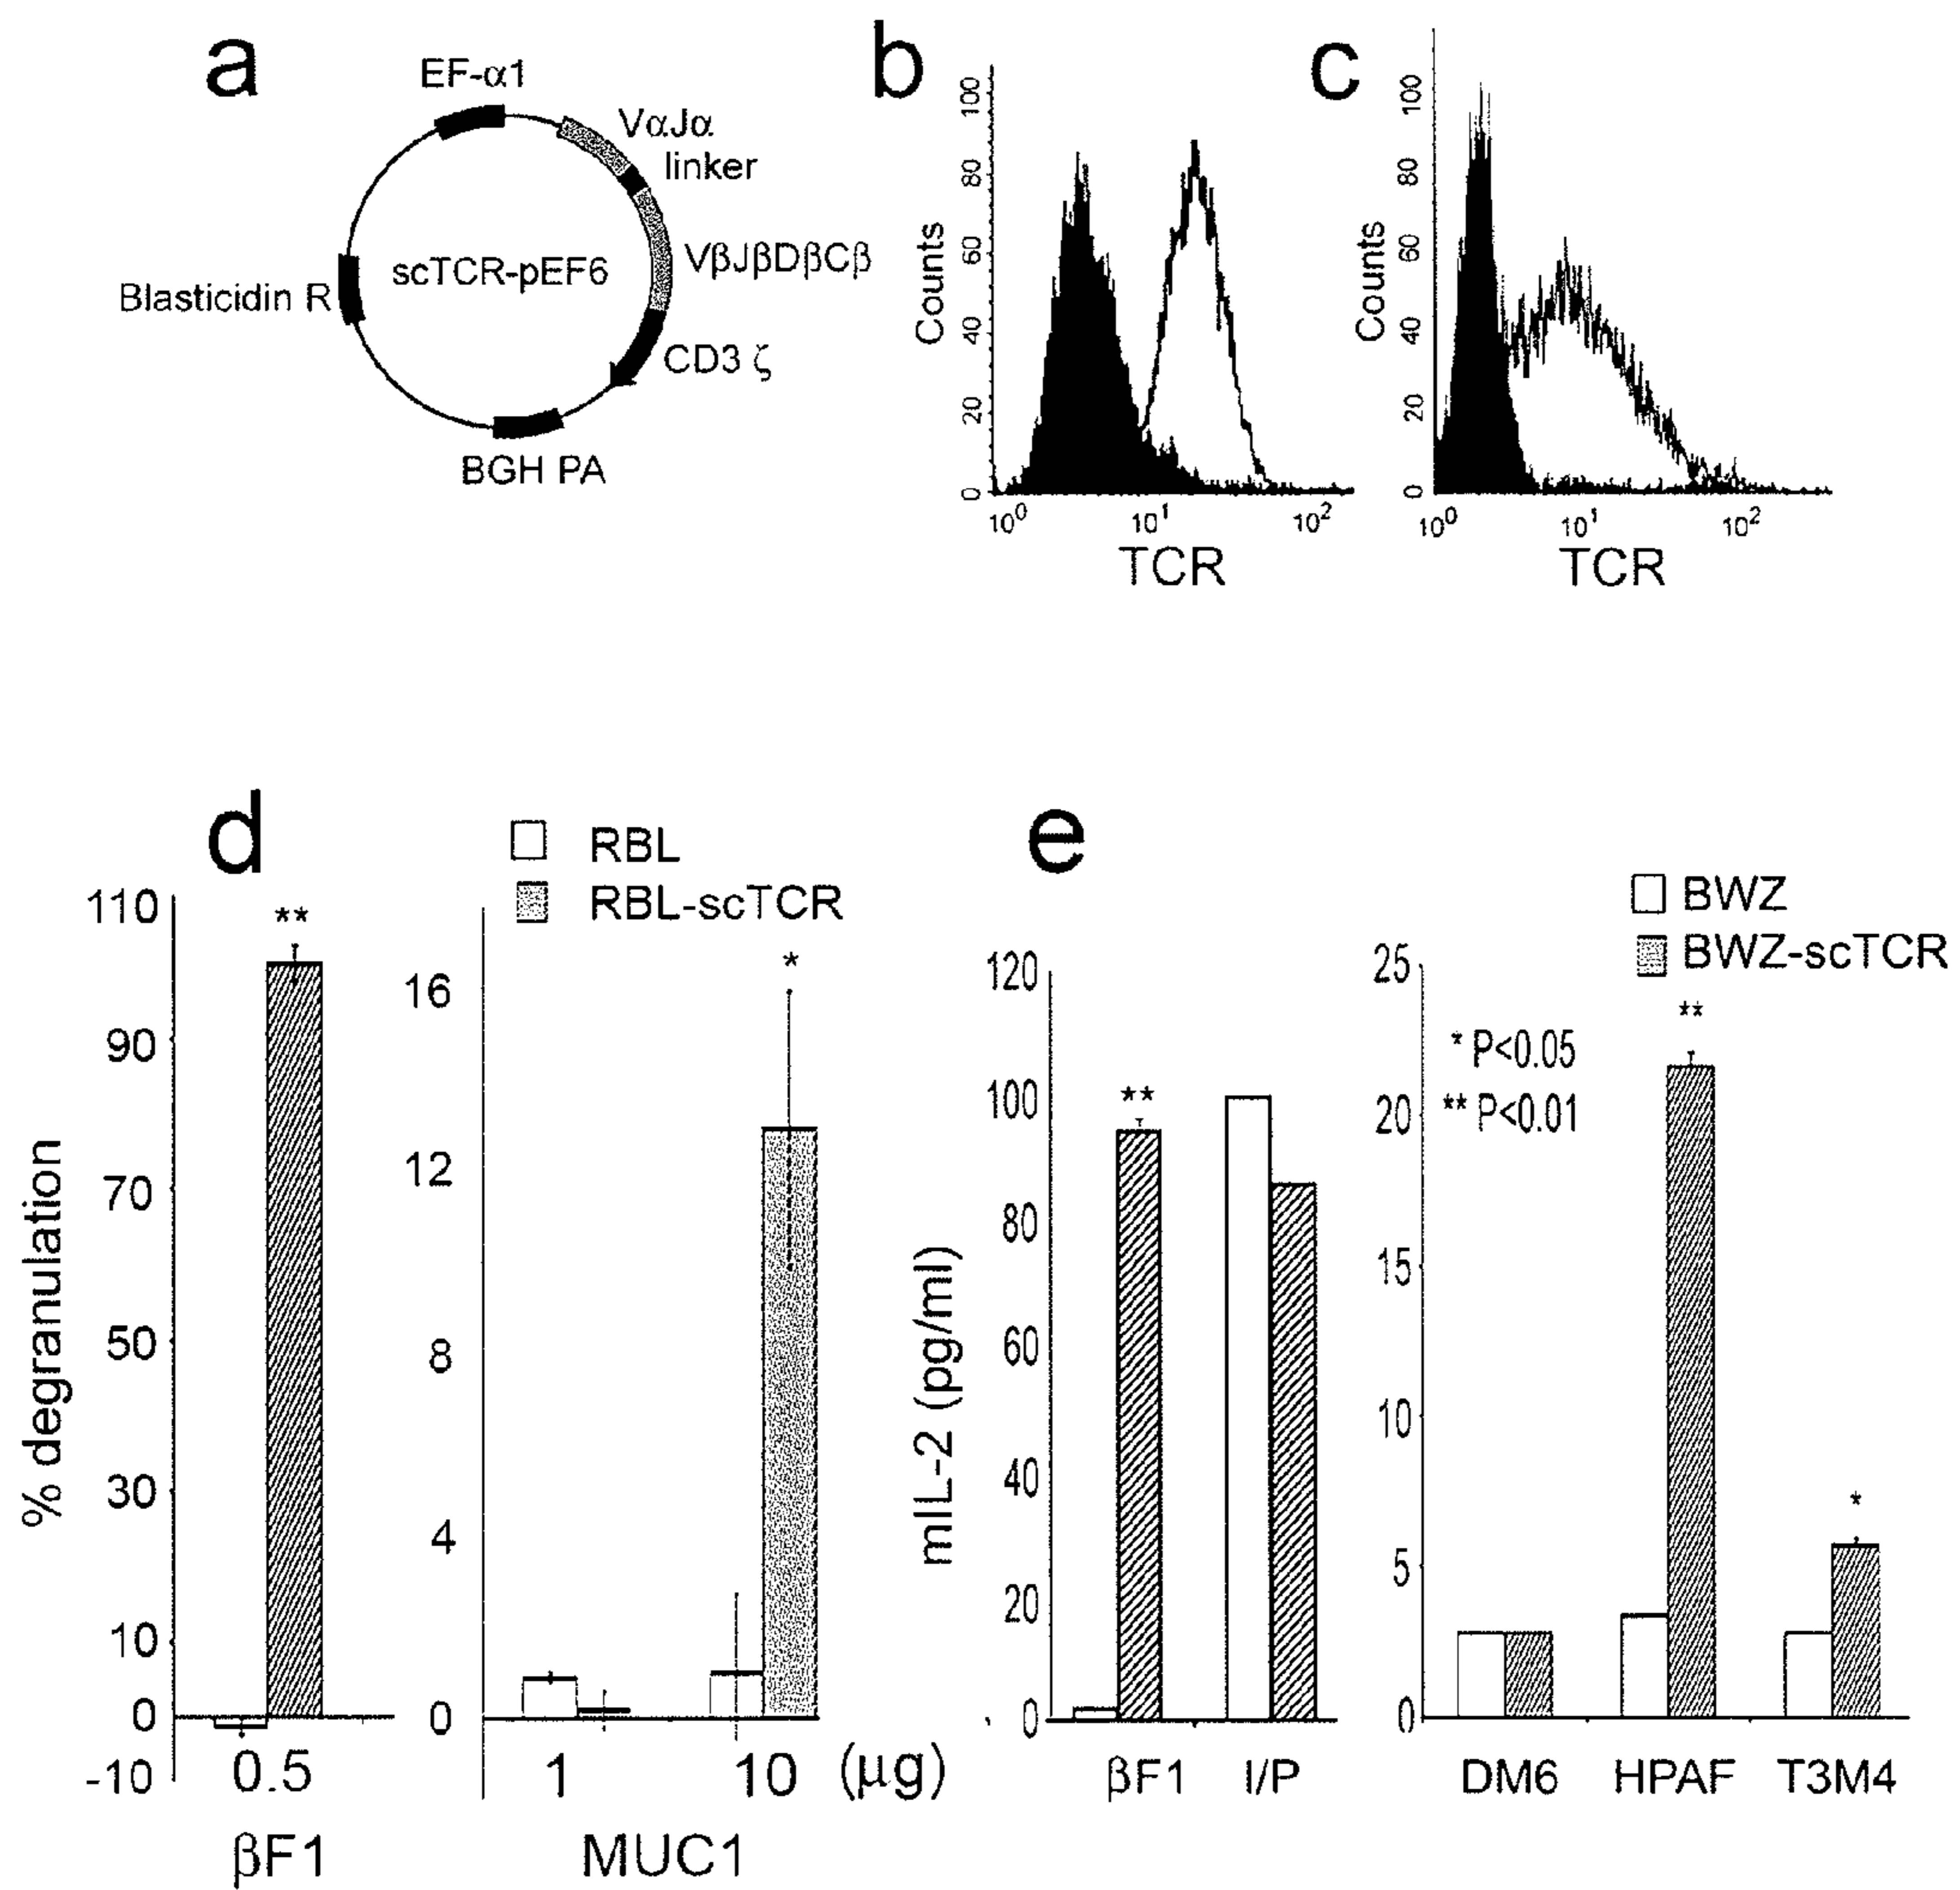 a
EF-α1
VαJα
linker
VβJβDβCβ
scTCR-pEF6
Blasticidin R
CD3 ζ
BGH PA
b
Counts
100
80
60
40
20
0
10⁰ 10¹ 10²
TCR
c
Counts
100
80
60
40
20
0
10⁰ 10¹ 10²
TCR
d
RBL
RBL-scTCR
% degranulation
110
90
70
50
30
10
0
-10
**
0.5
βF1
16
12
8
4
0
*
1 10 (μg)
MUC1
e
BWZ
BWZ-scTCR
mIL-2 (pg/ml)
120
100
80
60
40
20
0
**
βF1 I/P
25
20
15
10
5
0
* P<0.05
** P<0.01
**
*
DM6 HPAF T3M4